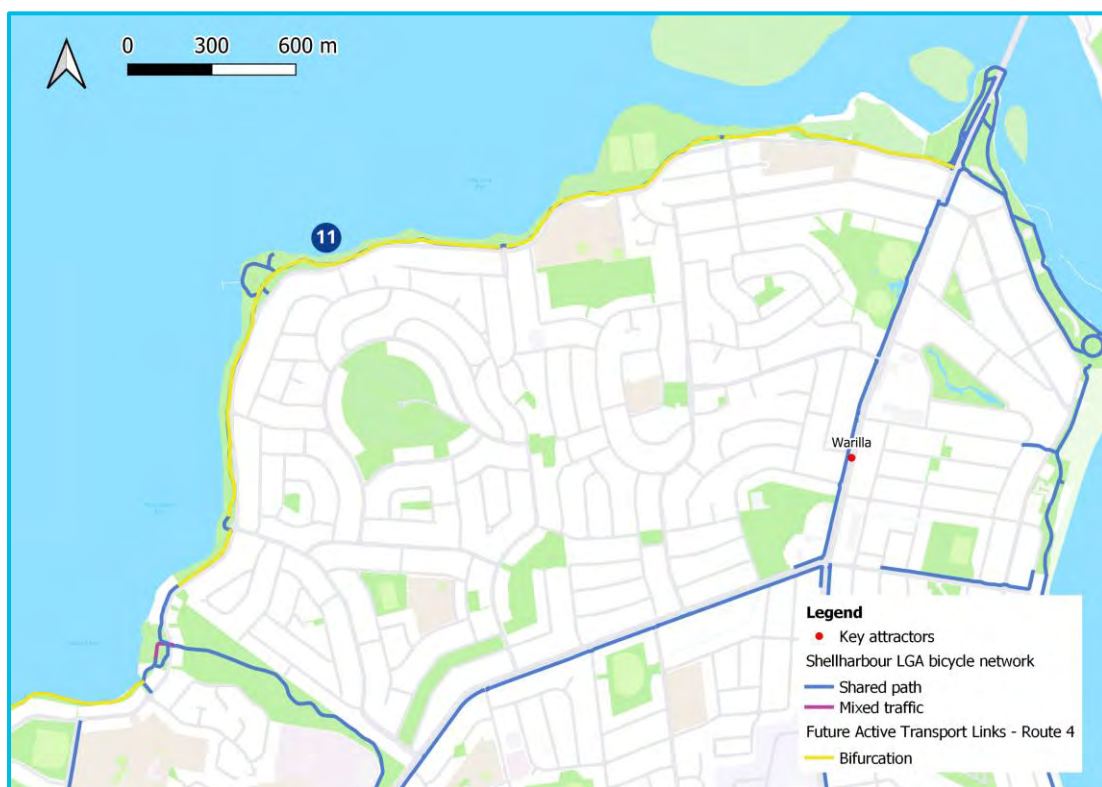 0 300 600 m
11
Warilla
Legend
Key attractors
Shellharbour LGA bicycle network
Shared path
Mixed traffic
Future Active Transport Links - Route 4
Bifurcation